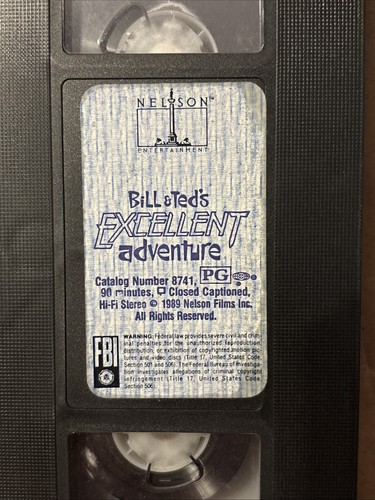 NELSON™
ENTERTAINMENT
Bill & Ted's
EXCELLENT
adventure
PG
Catalog Number 8741,
90 minutes, Closed Captioned,
Hi-Fi Stereo © 1989 Nelson Films Inc.
All Rights Reserved.
FBI
WARNING: Federal law provides severe civil and crim-
inal penalties for the unauthorized reproduction,
distribution, or exhibition of copyrighted motion pic-
tures and video discs (Title 17, United States Code,
Section 501 and 506). The Federal Bureau of Investiga-
tion investigates allegations of criminal copyright
infringement (Title 17, United States Code,
Section 506).